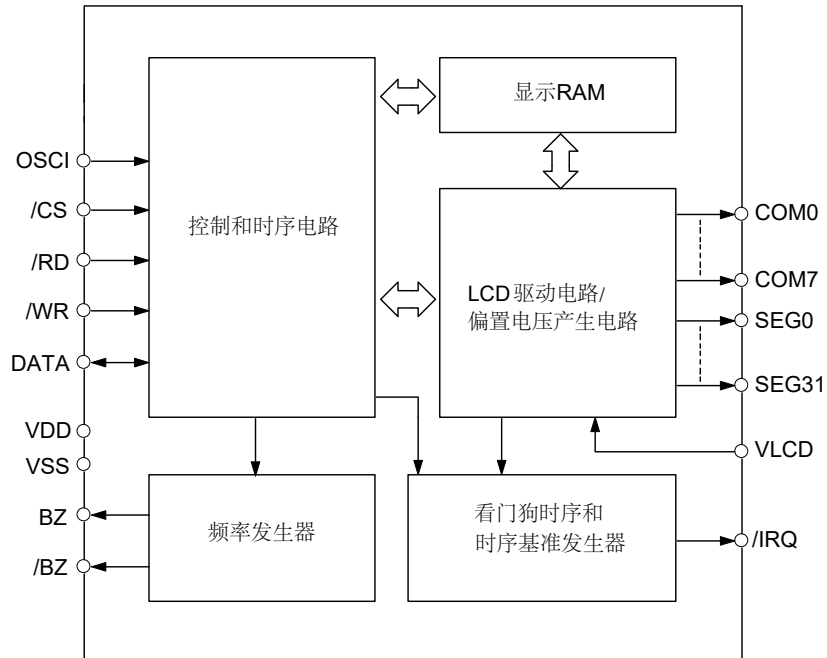 显示RAM
OSCI
/CS
/RD
/WR
DATA
VDD
VSS
BZ
/BZ
控制和时序电路
LCD 驱动电路/
偏置电压产生电路
COM0
COM7
SEG0
SEG31
VLCD
/IRQ
频率发生器
看门狗时序和
时序基准发生器